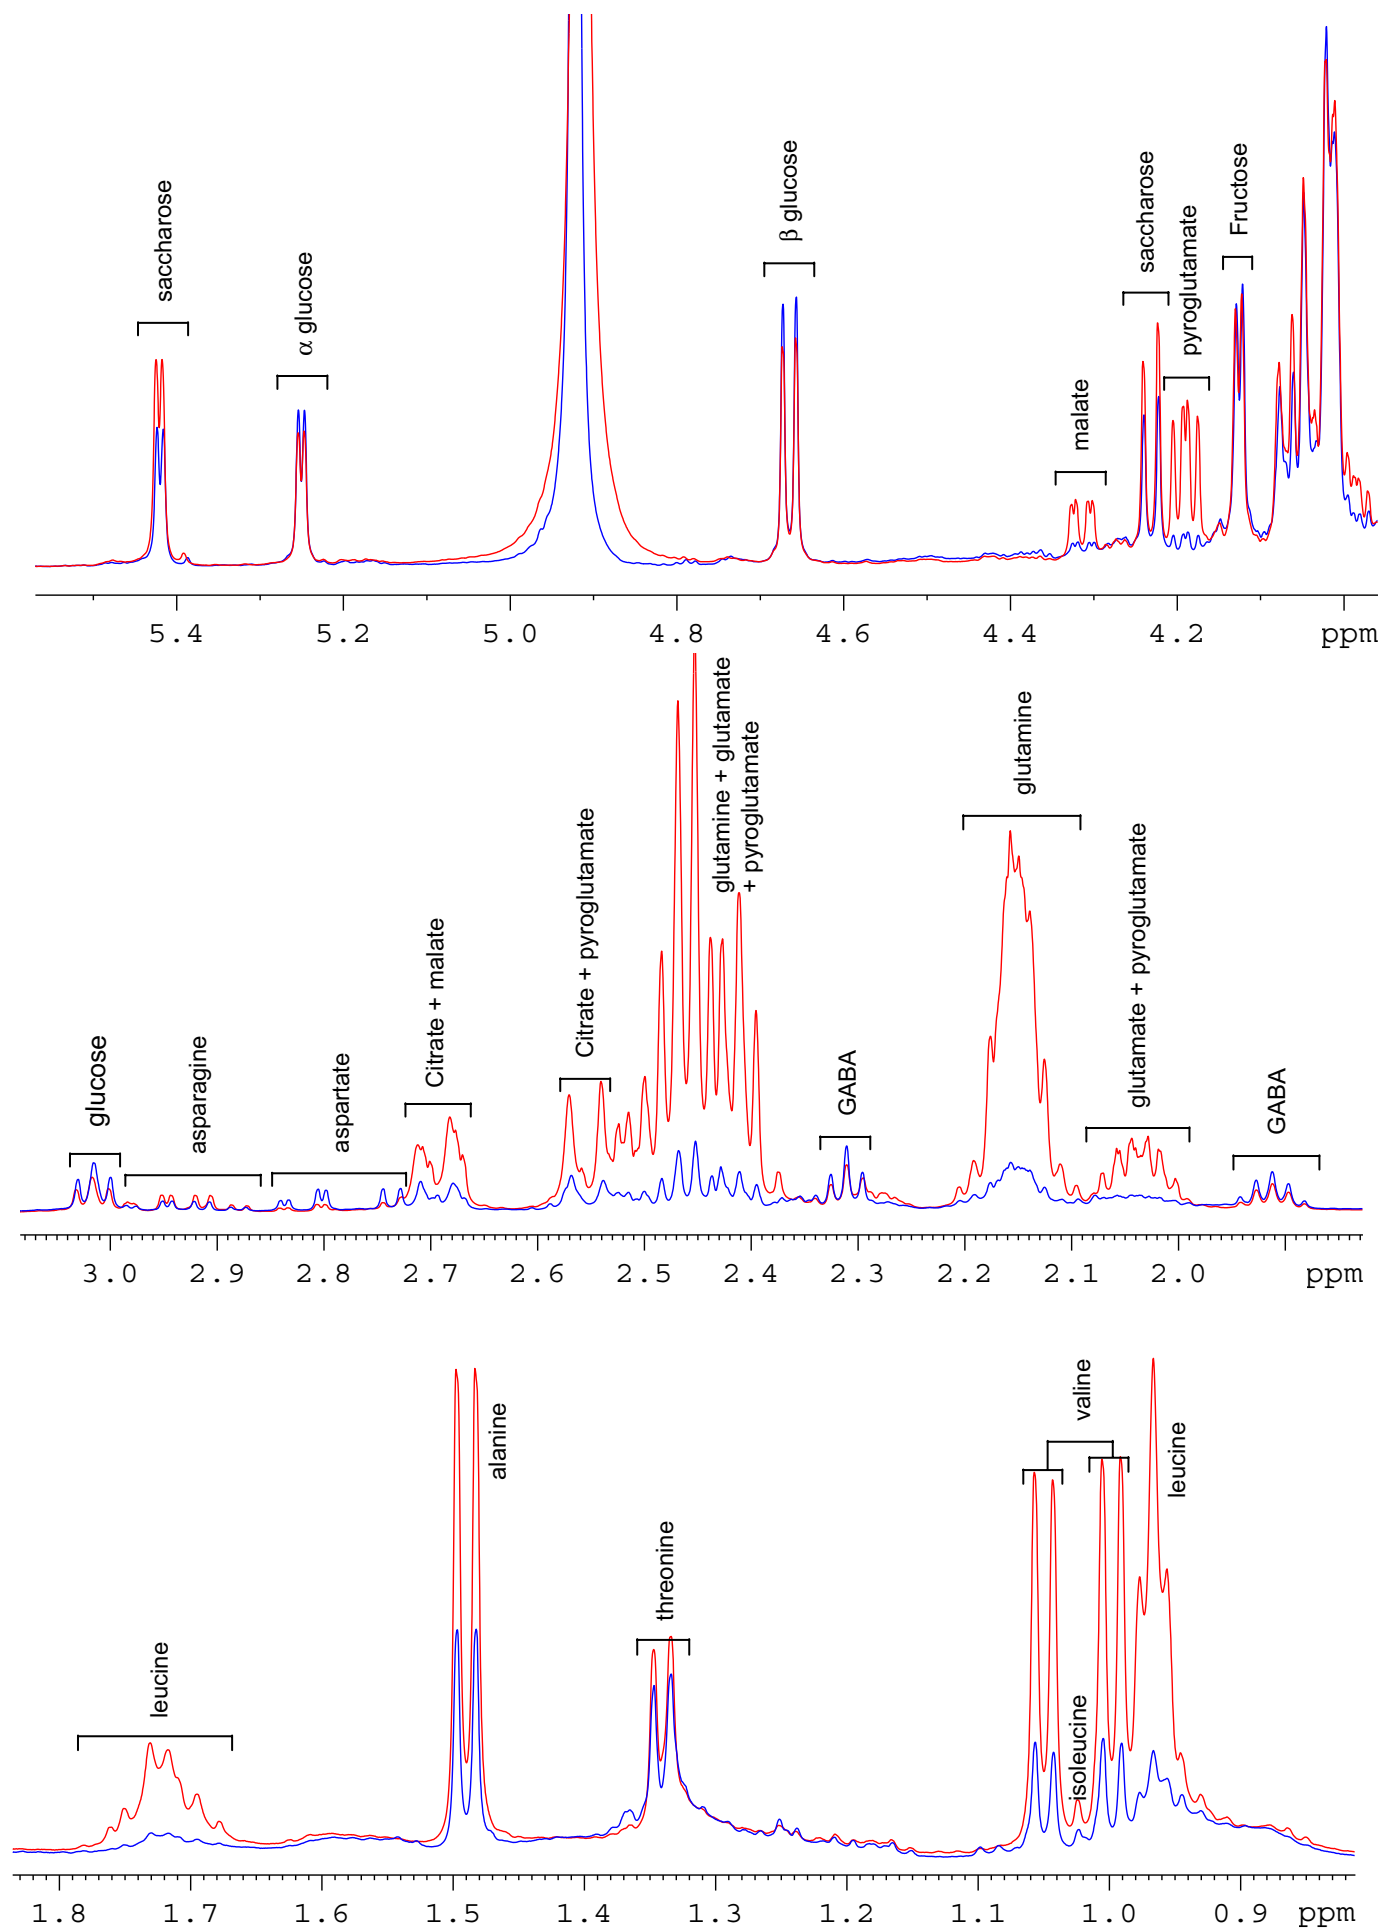 saccharose
α glucose
β glucose
malate
saccharose
pyroglutamate
Fructose
5.4 5.2 5.0 4.8 4.6 4.4 4.2 ppm
glucose
asparagine
aspartate
Citrate + malate
Citrate + pyroglutamate
glutamine + glutamate
+ pyroglutamate
GABA
glutamine
glutamate + pyroglutamate
GABA
3.0 2.9 2.8 2.7 2.6 2.5 2.4 2.3 2.2 2.1 2.0 ppm
leucine
alanine
threonine
isoleucine
valine
leucine
1.8 1.7 1.6 1.5 1.4 1.3 1.2 1.1 1.0 0.9 ppm